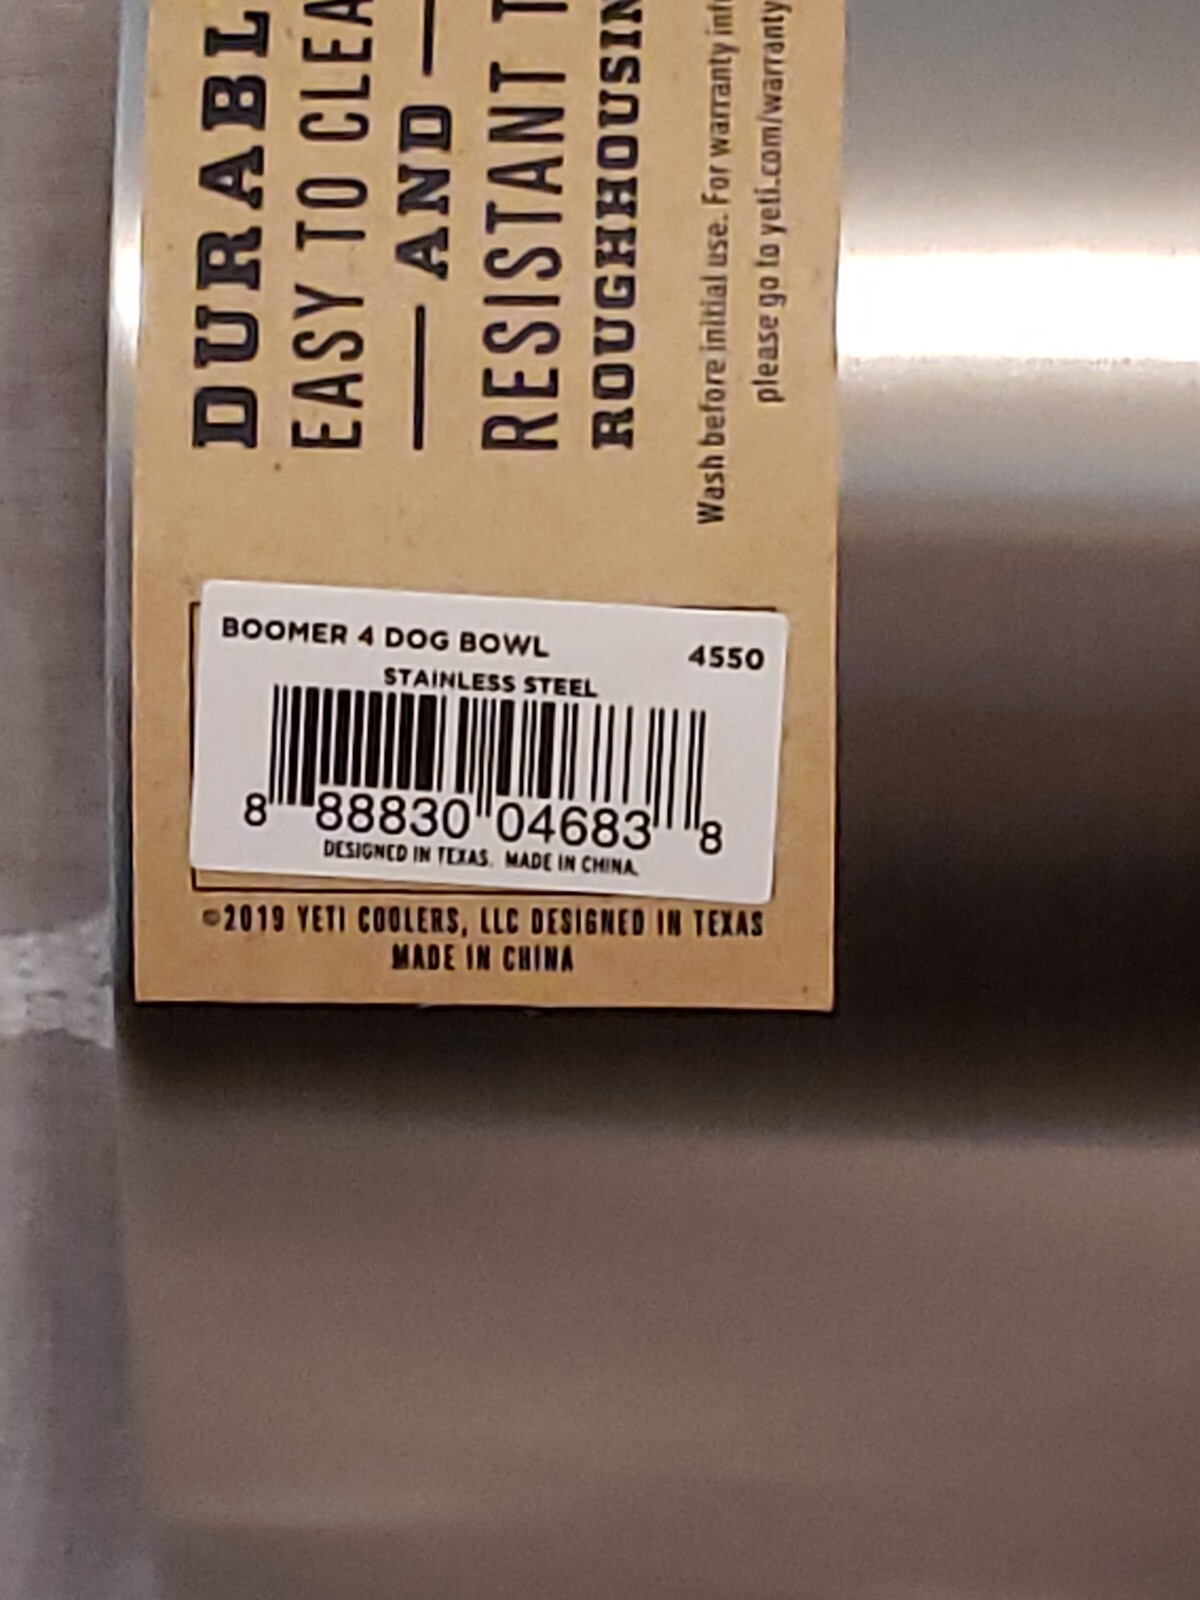 DURABL
EASY TO CLEA
AND
RESISTANT T
ROUGHHOUSIN
Wash before initial use. For warranty inf
please go to yeti.com/warranty
BOOMER 4 DOG BOWL 4550
STAINLESS STEEL
8 88830 04683 8
DESIGNED IN TEXAS. MADE IN CHINA.
©2019 YETI COOLERS, LLC DESIGNED IN TEXAS
MADE IN CHINA